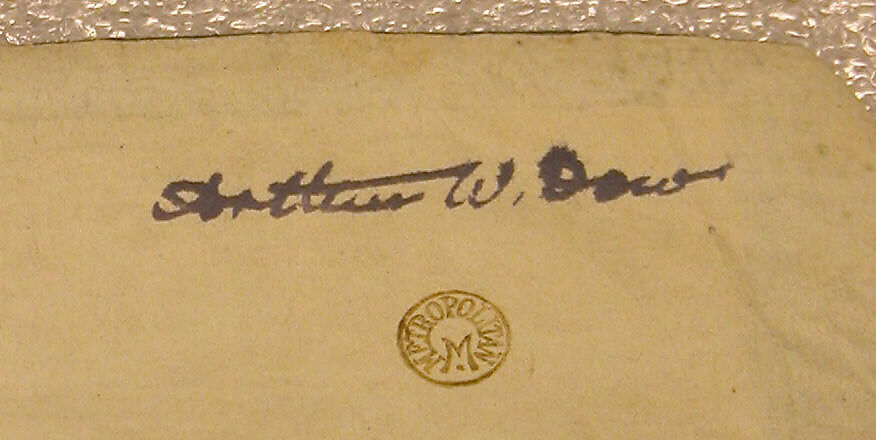 Arthur W. Dow
METROPOLITAN
M